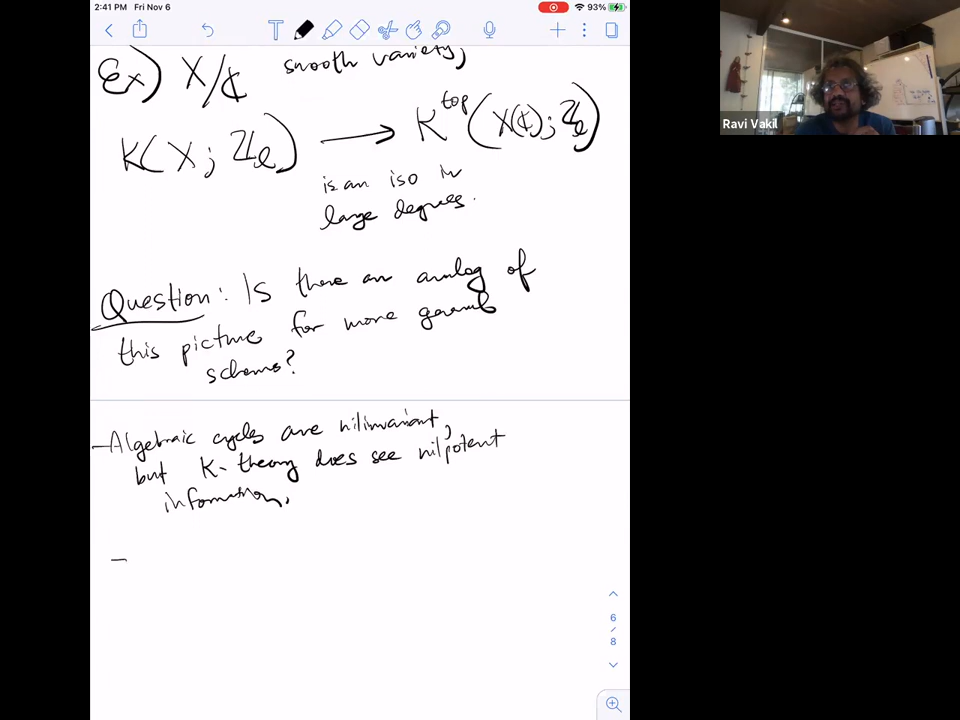 2:41 PM Fri Nov 6
93%
Ex) X/ℂ smooth variety,
K(X; ℤℓ) ⟶ K^top(X(ℂ); ℤℓ)
is an iso in
large degrees.
Question: Is there an analog of
this picture for more general
schemes?
- Algebraic cycles are nilinvariant,
but K-theory does see nilpotent
information.
–
6
/
8
Ravi Vakil